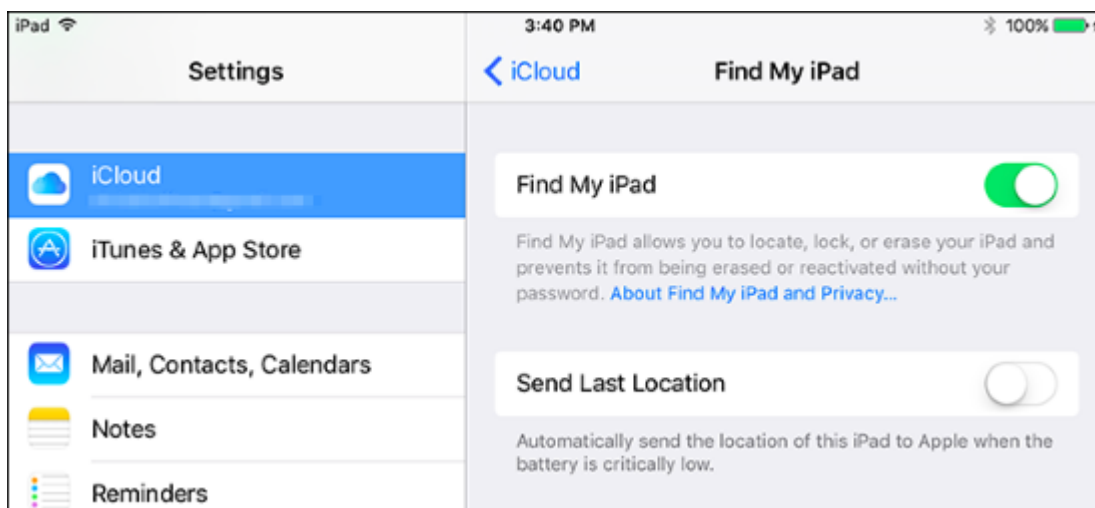 iPad 3:40 PM 100%
Settings
iCloud Find My iPad
iCloud
Find My iPad
iTunes & App Store
Find My iPad allows you to locate, lock, or erase your iPad and
prevents it from being erased or reactivated without your
password. About Find My iPad and Privacy...
Mail, Contacts, Calendars
Send Last Location
Notes
Automatically send the location of this iPad to Apple when the
battery is critically low.
Reminders